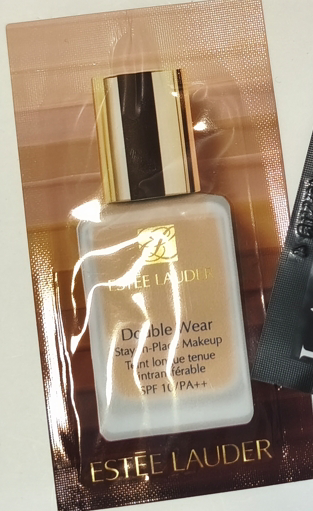 ESTĒE LAUDER
Double Wear
Stay-in-Place Makeup
Teint longue tenue
intransférable
SPF 10/PA++
ESTĒE LAUDER